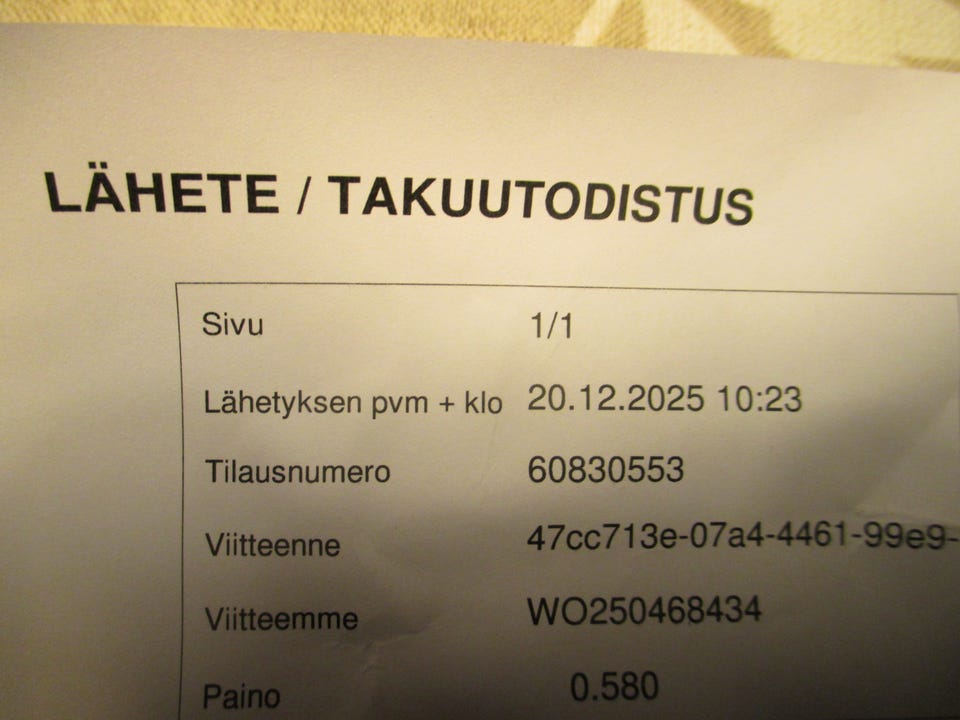 LÄHETE / TAKUUTODISTUS
Sivu 1/1
Lähetyksen pvm + klo 20.12.2025 10:23
Tilausnumero 60830553
Viitteenne 47cc713e-07a4-4461-99e9-
Viitteemme WO250468434
Paino 0.580